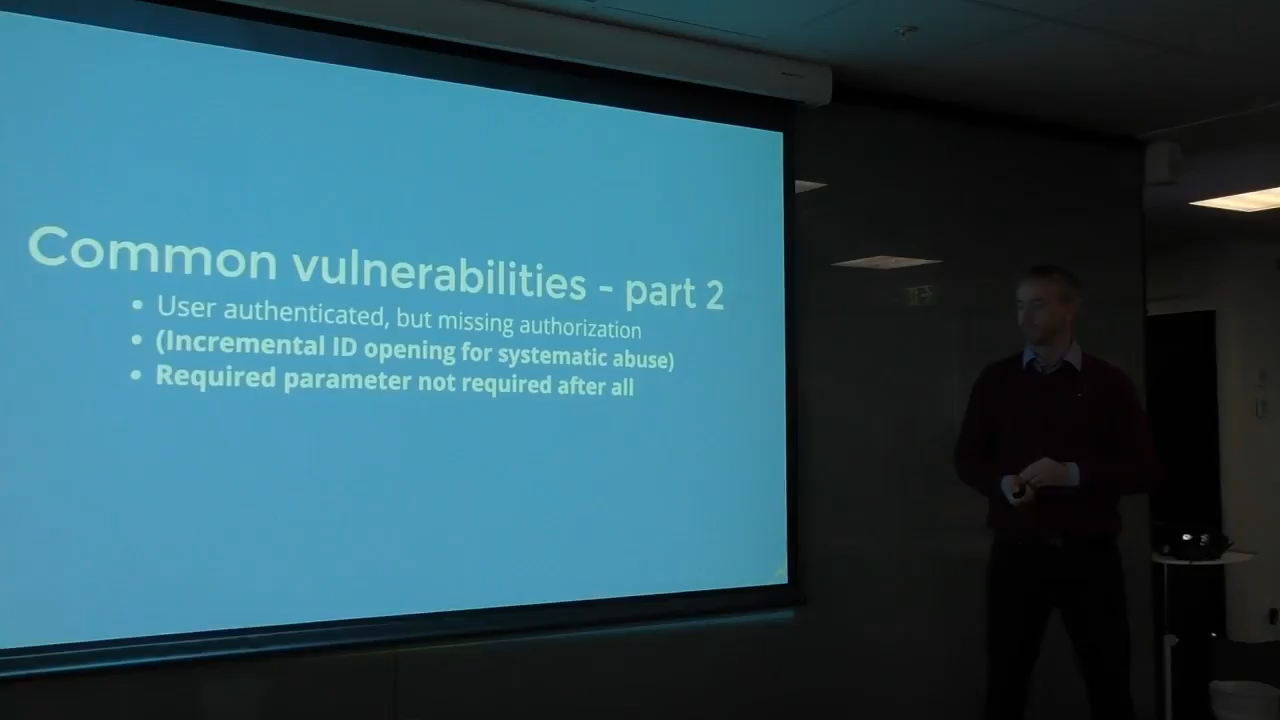 Common vulnerabilities - part 2
• User authenticated, but missing authorization
• (Incremental ID opening for systematic abuse)
• Required parameter not required after all